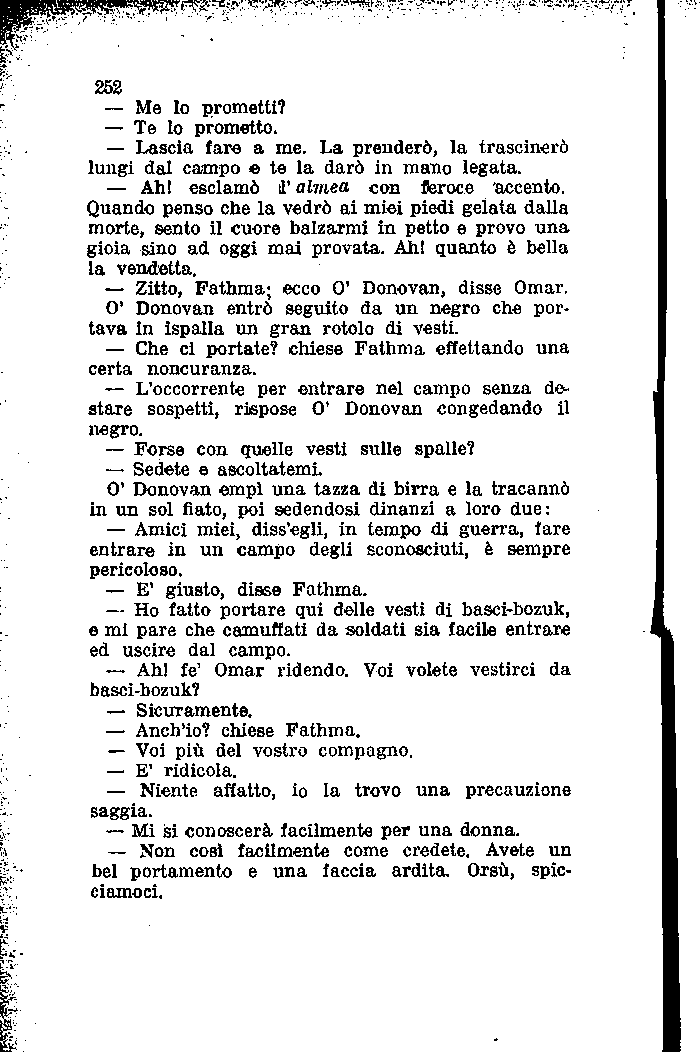 252
— Me lo prometti?
— Te lo prometto.
— Lascia fare a me. La prenderò, la trascinerò
lungi dal campo e te la darò in mano legata.
— Ah! esclamò l'almea con feroce accento.
Quando penso che la vedrò ai miei piedi gelata dalla
morte, sento il cuore balzarmi in petto e provo una
gioia sino ad oggi mai provata. Ah! quanto è bella
la vendetta.
— Zitto, Fathma; ecco O' Donovan, disse Omar.
O' Donovan entrò seguito da un negro che por-
tava in ispalla un gran rotolo di vesti.
— Che ci portate? chiese Fathma effettando una
certa noncuranza.
— L'occorrente per entrare nel campo senza de-
stare sospetti, rispose O' Donovan congedando il
negro.
— Forse con quelle vesti sulle spalle?
— Sedete e ascoltatemi.
O' Donovan empì una tazza di birra e la tracannò
in un sol fiato, poi sedendosi dinanzi a loro due:
— Amici miei, diss'egli, in tempo di guerra, fare
entrare in un campo degli sconosciuti, è sempre
pericoloso.
— E' giusto, disse Fathma.
— Ho fatto portare qui delle vesti di basci-bozuk,
e mi pare che camuffati da soldati sia facile entrare
ed uscire dal campo.
— Ah! fe' Omar ridendo. Voi volete vestirci da
basci-bozuk?
— Sicuramente.
— Anch'io? chiese Fathma.
— Voi più del vostro compagno.
— E' ridicola.
— Niente affatto, io la trovo una precauzione
saggia.
— Mi si conoscerà facilmente per una donna.
— Non così facilmente come credete. Avete un
bel portamento e una faccia ardita. Orsù, spic-
ciamoci.